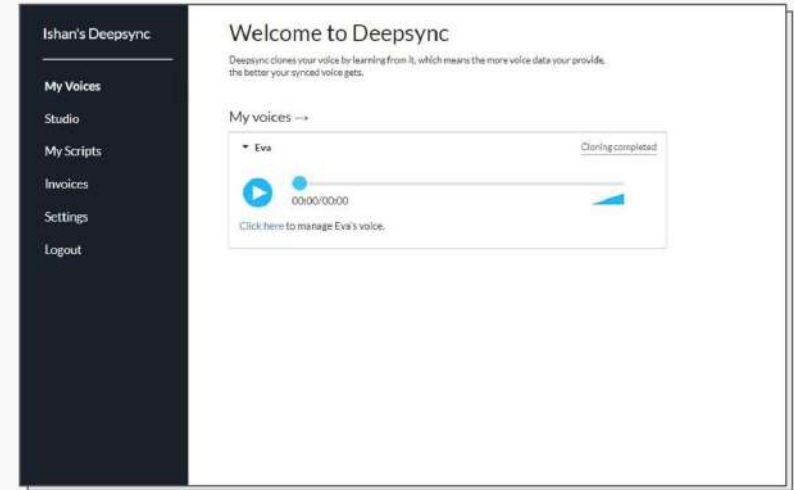 Ishan's Deepsync
My Voices
Studio
My Scripts
Invoices
Settings
Logout
Welcome to Deepsync
Deepsync clones your voice by learning from it, which means the more voice data your provide,
the better your synced voice gets.
My voices →
Eva
Cloning completed
00:00/00:00
Click here to manage Eva's voice.